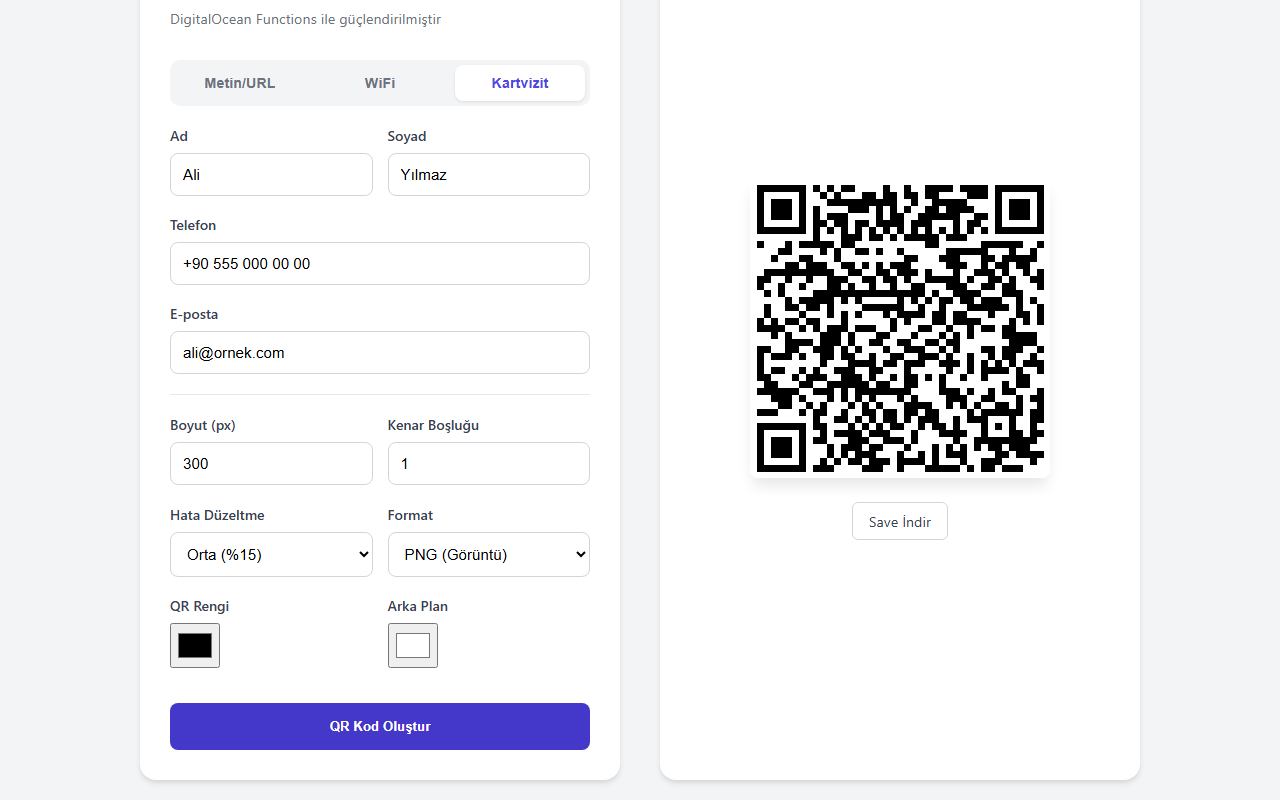 DigitalOcean Functions ile güçlendirilmiştir
Metin/URL WiFi Kartvizit
Ad Soyad
Ali Yılmaz
Telefon
+90 555 000 00 00
E-posta
ali@ornek.com
Boyut (px) Kenar Boşluğu
300 1
Hata Düzeltme Format
Orta (%15) PNG (Görüntü)
QR Rengi Arka Plan
QR Kod Oluştur
Save İndir